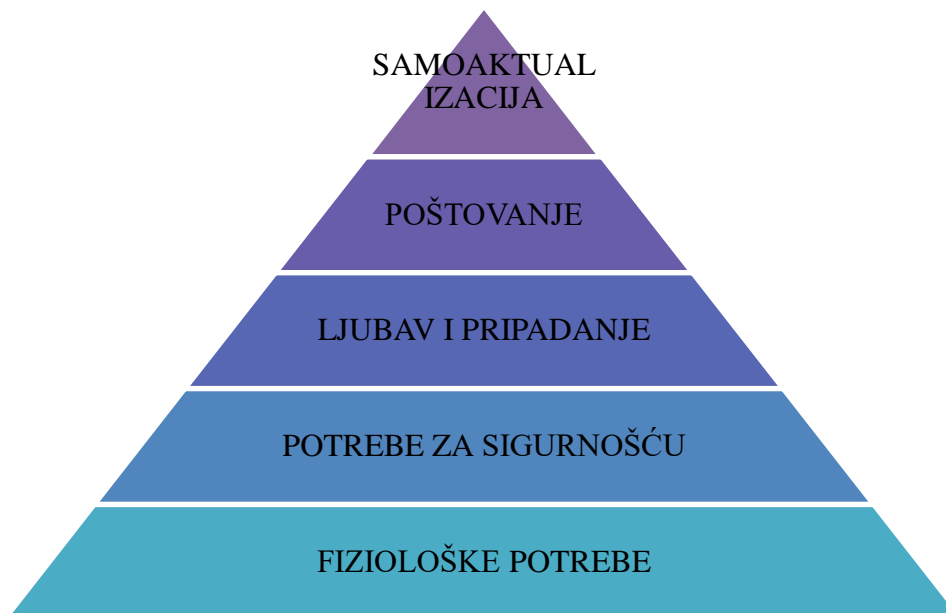 SAMOAKTUAL
IZACIJA
POŠTOVANJE
LJUBAV I PRIPADANJE
POTREBE ZA SIGURNOŠĆU
FIZIOLOŠKE POTREBE